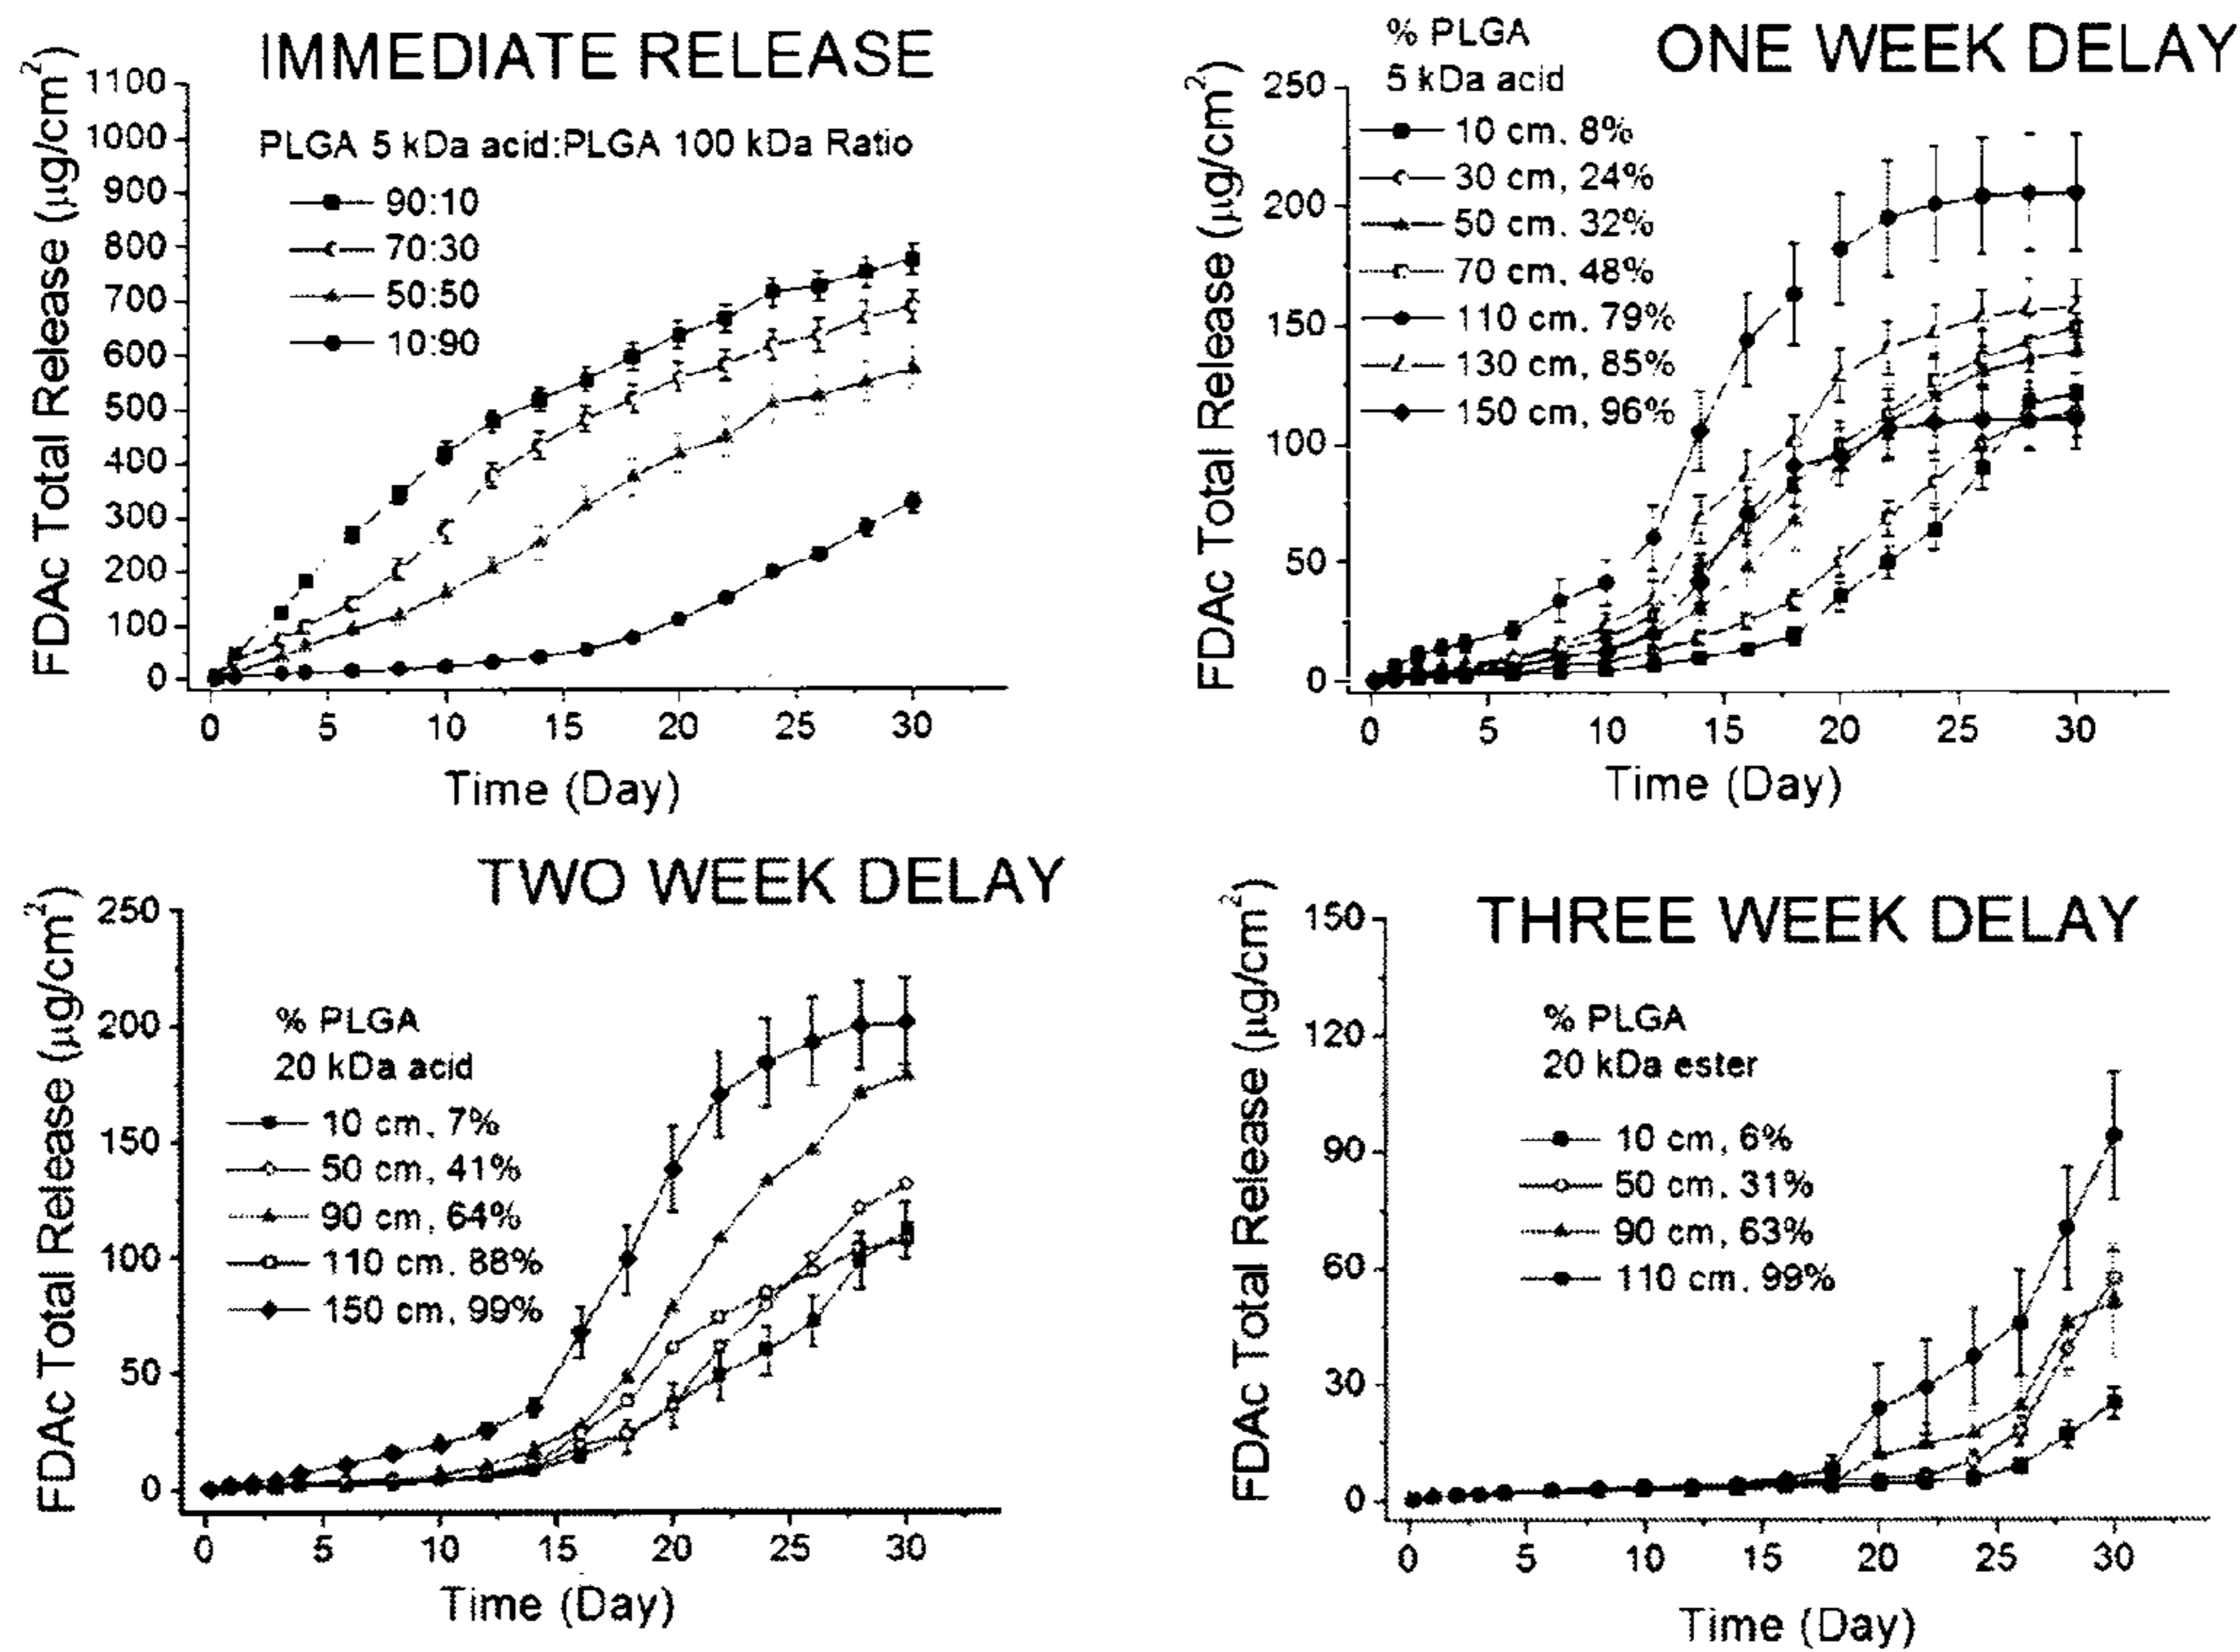 IMMEDIATE RELEASE
FDAc Total Release (μg/cm²)
1100
1000
900
800
700
600
500
400
300
200
100
0
PLGA 5 kDa acid:PLGA 100 kDa Ratio
90:10
70:30
50:50
10:90
0 5 10 15 20 25 30
Time (Day)
ONE WEEK DELAY
FDAc Total Release (μg/cm²)
250
200
150
100
50
0
% PLGA
5 kDa acid
10 cm. 8%
30 cm, 24%
50 cm. 32%
70 cm, 48%
110 cm. 79%
130 cm, 85%
150 cm, 96%
0 5 10 15 20 25 30
Time (Day)
TWO WEEK DELAY
FDAc Total Release (μg/cm²)
250
200
150
100
50
0
% PLGA
20 kDa acid
10 cm, 7%
50 cm, 41%
90 cm, 64%
110 cm. 88%
150 cm, 99%
0 5 10 15 20 25 30
Time (Day)
THREE WEEK DELAY
FDAc Total Release (μg/cm²)
150
120
90
60
30
0
% PLGA
20 kDa ester
10 cm, 6%
50 cm, 31%
90 cm, 63%
110 cm. 99%
0 5 10 15 20 25 30
Time (Day)